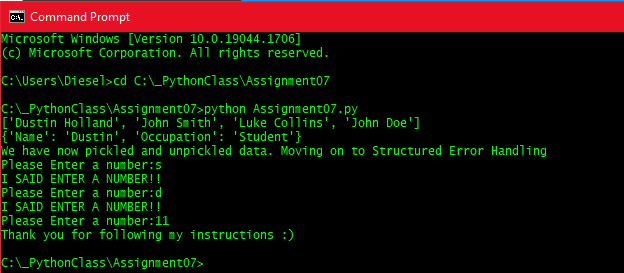 Command Prompt
Microsoft Windows [Version 10.0.19044.1706]
(c) Microsoft Corporation. All rights reserved.
C:\Users\Diesel>cd C:\_PythonClass\Assignment07
C:\_PythonClass\Assignment07>python Assignment07.py
['Dustin Holland', 'John Smith', 'Luke Collins', 'John Doe']
{'Name': 'Dustin', 'Occupation': 'Student'}
We have now pickled and unpickled data. Moving on to Structured Error Handling
Please Enter a number:s
I SAID ENTER A NUMBER!!
Please Enter a number:d
I SAID ENTER A NUMBER!!
Please Enter a number:11
Thank you for following my instructions :)
C:\_PythonClass\Assignment07>